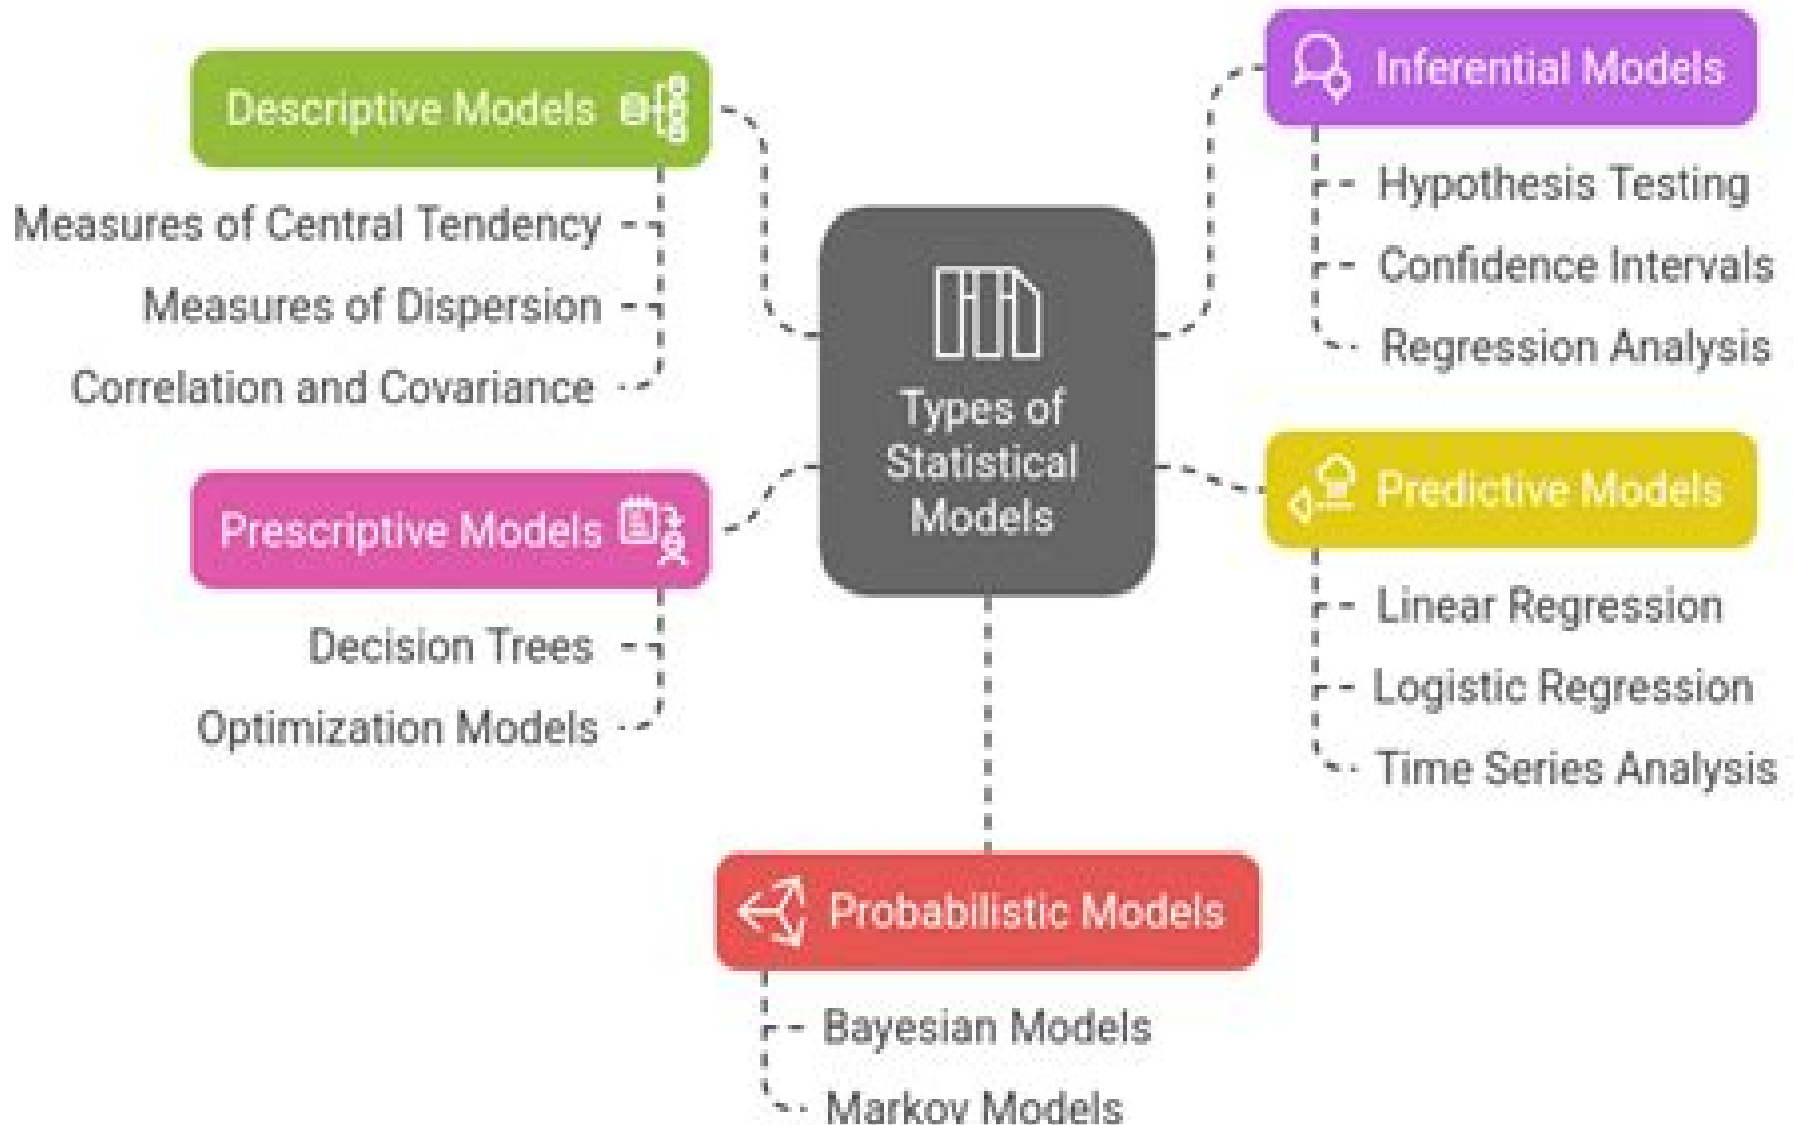 Types of
Statistical
Models
Descriptive Models
Measures of Central Tendency
Measures of Dispersion
Correlation and Covariance
Prescriptive Models
Decision Trees
Optimization Models
Inferential Models
Hypothesis Testing
Confidence Intervals
Regression Analysis
Predictive Models
Linear Regression
Logistic Regression
Time Series Analysis
Probabilistic Models
Bayesian Models
Markov Models